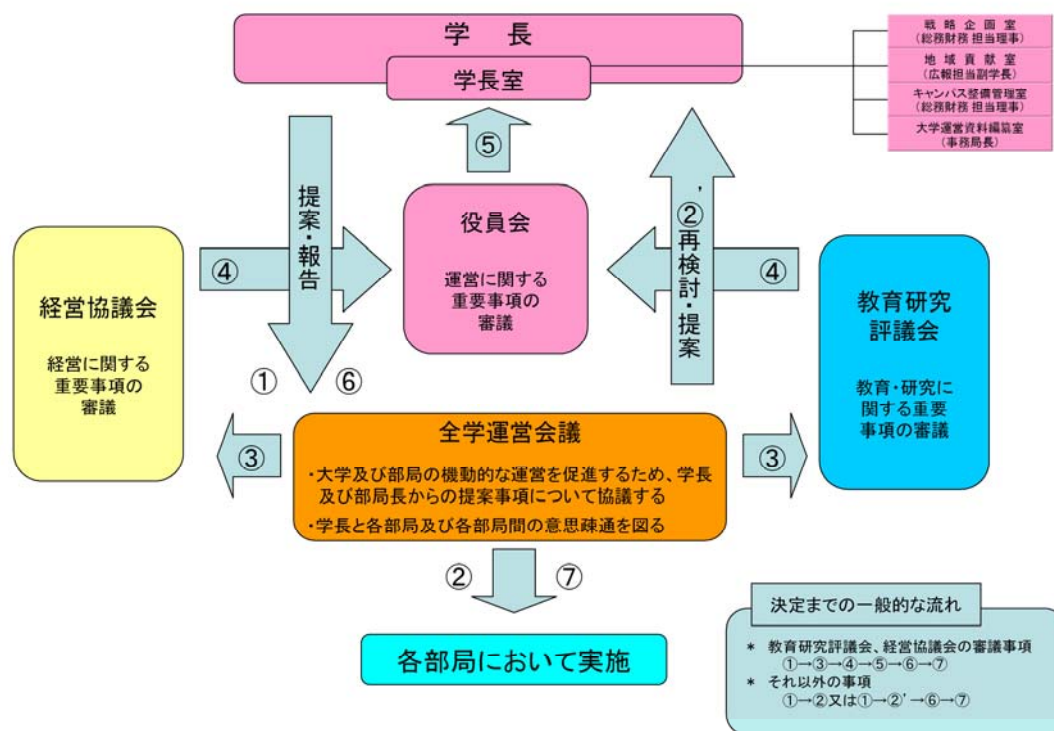 学 長
学長室
戦 略 企 画 室
(総務財務 担当理事)
地 域 貢 献 室
(広報担当副学長)
キャンパス整備管理室
(総務財務 担当理事)
大学運営資料編纂室
(事務局長)
⑤
提案・報告
②'再検討・提案
役員会
運営に関する
重要事項の
審議
④
④
経営協議会
経営に関する
重要事項の
審議
教育研究
評議会
教育・研究に
関する重要
事項の審議
① ⑥
③
③
全学運営会議
・大学及び部局の機動的な運営を促進するため、学長
及び部局長からの提案事項について協議する
・学長と各部局及び各部局間の意思疎通を図る
② ⑦
各部局において実施
決定までの一般的な流れ
* 教育研究評議会、経営協議会の審議事項
①→③→④→⑤→⑥→⑦
* それ以外の事項
①→②又は①→②'→⑥→⑦